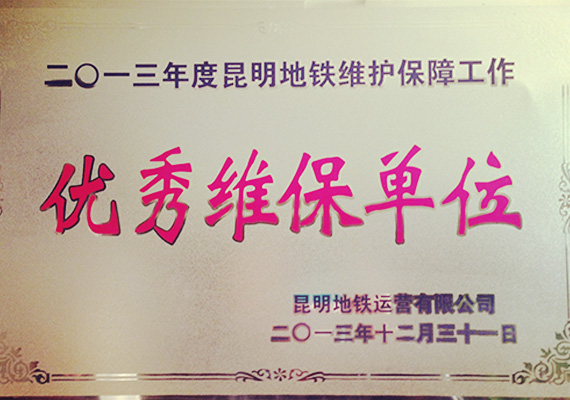 二〇一三年度昆明地铁维护保障工作
优秀维保单位
昆明地铁运营有限公司
二〇一三年十二月三十一日